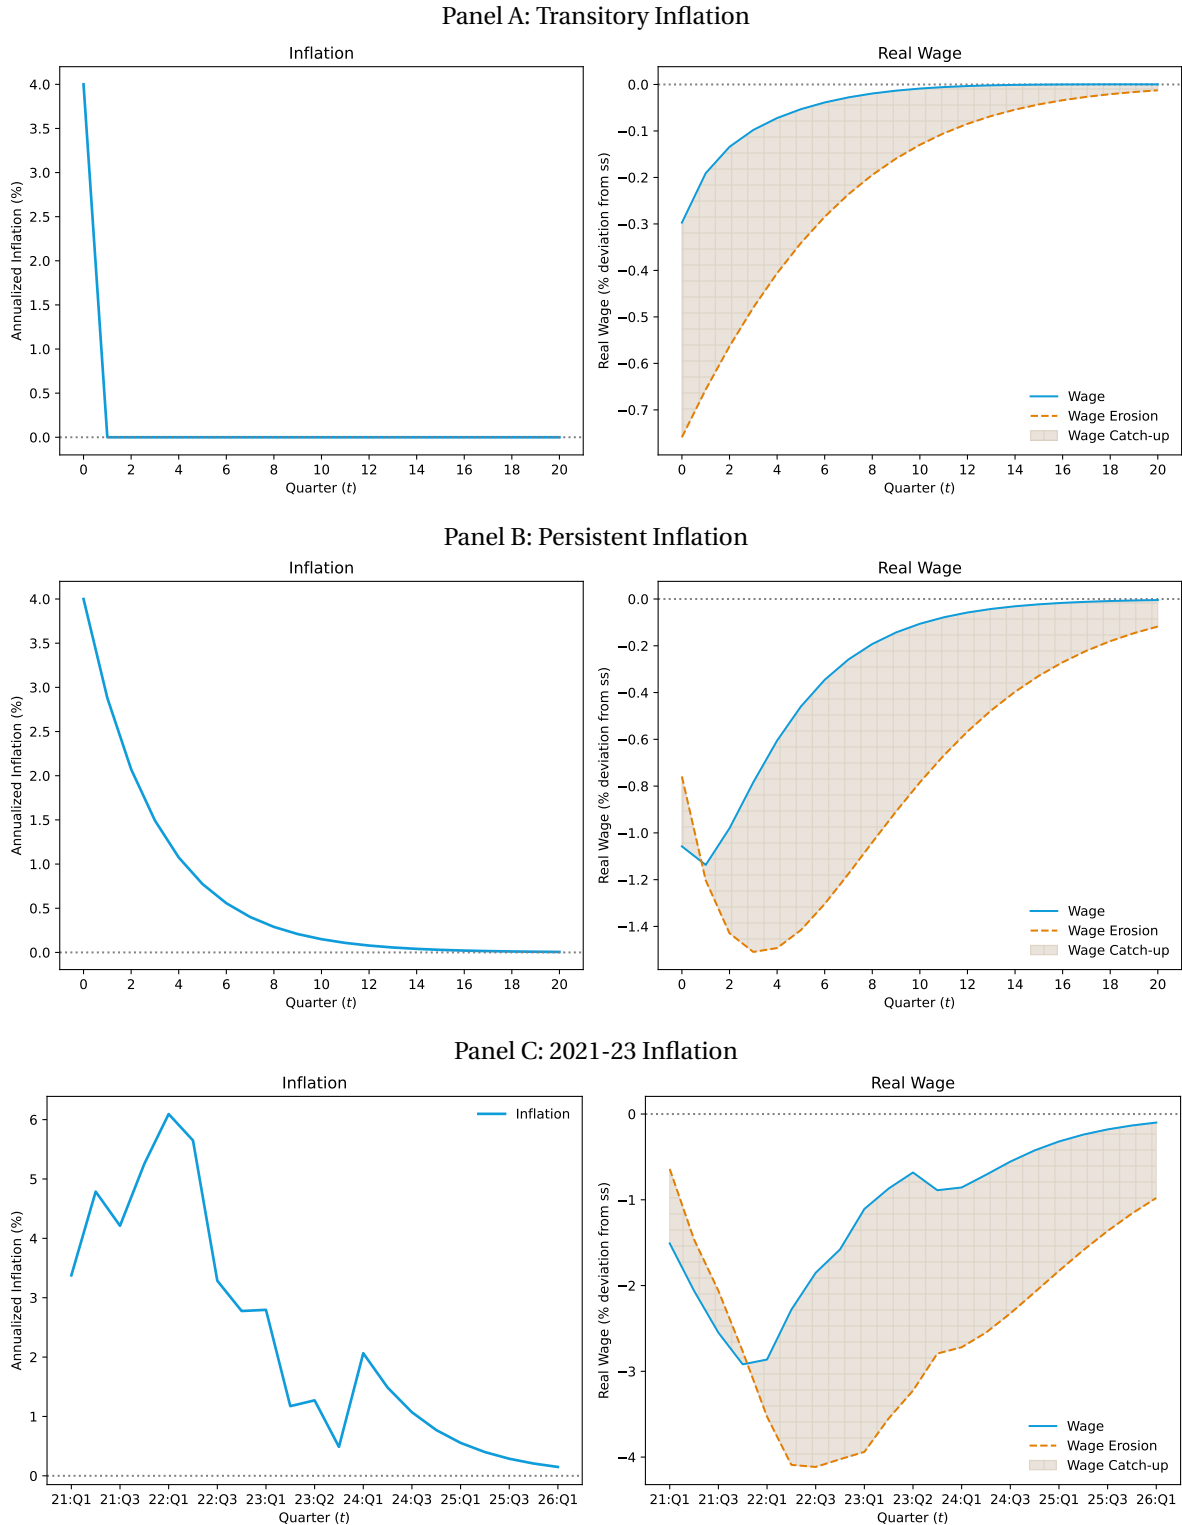 Panel A: Transitory Inflation
Inflation
Annualized Inflation (%)
4.0
3.5
3.0
2.5
2.0
1.5
1.0
0.5
0.0
0 2 4 6 8 10 12 14 16 18 20
Quarter (t)
Real Wage
Real Wage (% deviation from ss)
0.0
−0.1
−0.2
−0.3
−0.4
−0.5
−0.6
−0.7
Wage
Wage Erosion
Wage Catch-up
0 2 4 6 8 10 12 14 16 18 20
Quarter (t)
Panel B: Persistent Inflation
Inflation
Annualized Inflation (%)
4.0
3.5
3.0
2.5
2.0
1.5
1.0
0.5
0.0
0 2 4 6 8 10 12 14 16 18 20
Quarter (t)
Real Wage
Real Wage (% deviation from ss)
0.0
−0.2
−0.4
−0.6
−0.8
−1.0
−1.2
−1.4
Wage
Wage Erosion
Wage Catch-up
0 2 4 6 8 10 12 14 16 18 20
Quarter (t)
Panel C: 2021-23 Inflation
Inflation
Annualized Inflation (%)
6
5
4
3
2
1
0
Inflation
21:Q1 21:Q3 22:Q1 22:Q3 23:Q1 23:Q2 24:Q1 24:Q3 25:Q1 25:Q3 26:Q1
Quarter (t)
Real Wage
Real Wage (% deviation from ss)
0
−1
−2
−3
−4
Wage
Wage Erosion
Wage Catch-up
21:Q1 21:Q3 22:Q1 22:Q3 23:Q1 23:Q2 24:Q1 24:Q3 25:Q1 25:Q3 26:Q1
Quarter (t)